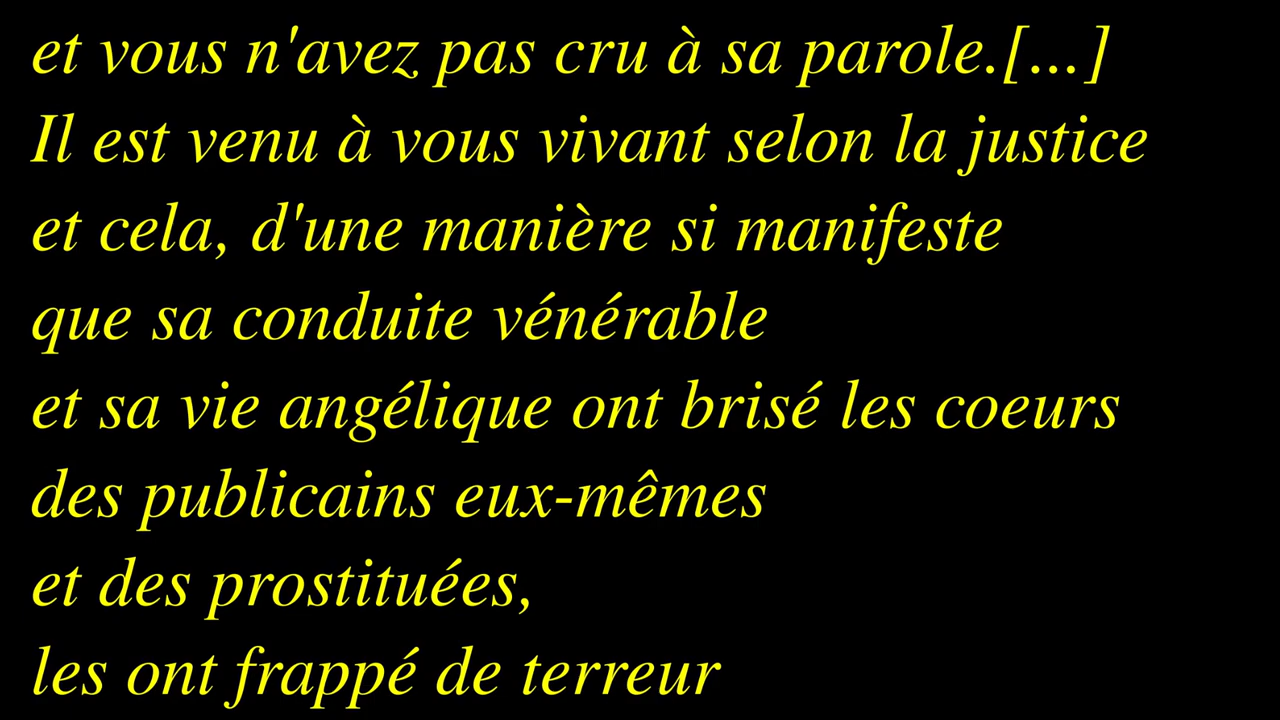 et vous n'avez pas cru à sa parole.[...]
Il est venu à vous vivant selon la justice
et cela, d'une manière si manifeste
que sa conduite vénérable
et sa vie angélique ont brisé les coeurs
des publicains eux-mêmes
et des prostituées,
les ont frappé de terreur